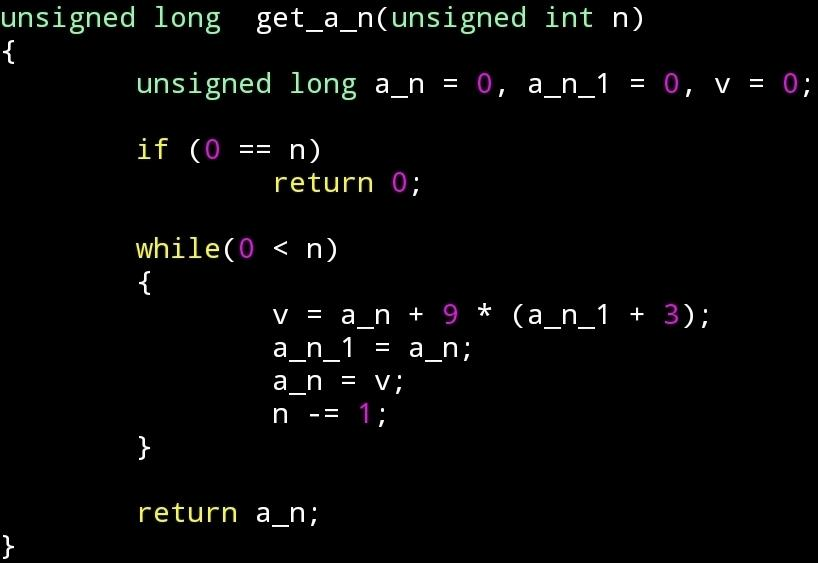 unsigned long  get_a_n(unsigned int n)
{
        unsigned long a_n = 0, a_n_1 = 0, v = 0;
        if (0 == n)
                return 0;
        while(0 < n)
        {
                v = a_n + 9 * (a_n_1 + 3);
                a_n_1 = a_n;
                a_n = v;
                n -= 1;
        }
        return a_n;
}